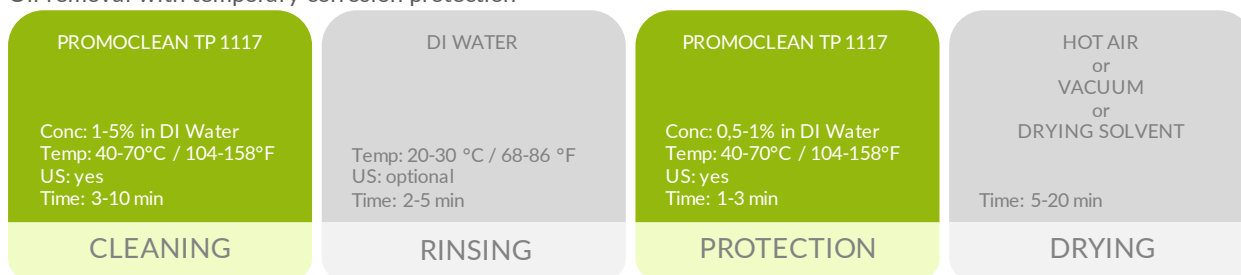 Oil removal with temporary corrosion protection
PROMOCLEAN TP 1117
Conc: 1-5% in DI Water
Temp: 40-70°C / 104-158°F
US: yes
Time: 3-10 min
CLEANING
DI WATER
Temp: 20-30 °C / 68-86 °F
US: optional
Time: 2-5 min
RINSING
PROMOCLEAN TP 1117
Conc: 0,5-1% in DI Water
Temp: 40-70°C / 104-158°F
US: yes
Time: 1-3 min
PROTECTION
HOT AIR
or
VACUUM
or
DRYING SOLVENT
Time: 5-20 min
DRYING